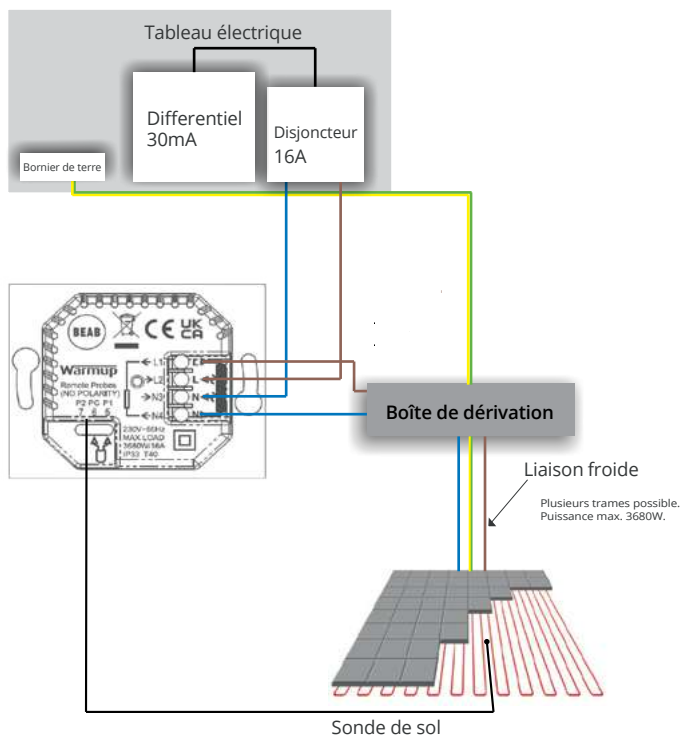 Tableau électrique
Differentiel
30mA
Disjoncteur
16A
Bornier de terre
BEAB
CE UK
CA
Warmup
Remote Probes
(NO POLARITY)
P2 PC P1
7 6 5
L1
L2 L
N3 N
N4
230V~50Hz
MAX LOAD
3680W/16A
IP33 T40
Boîte de dérivation
Liaison froide
Plusieurs trames possible.
Puissance max. 3680W.
Sonde de sol